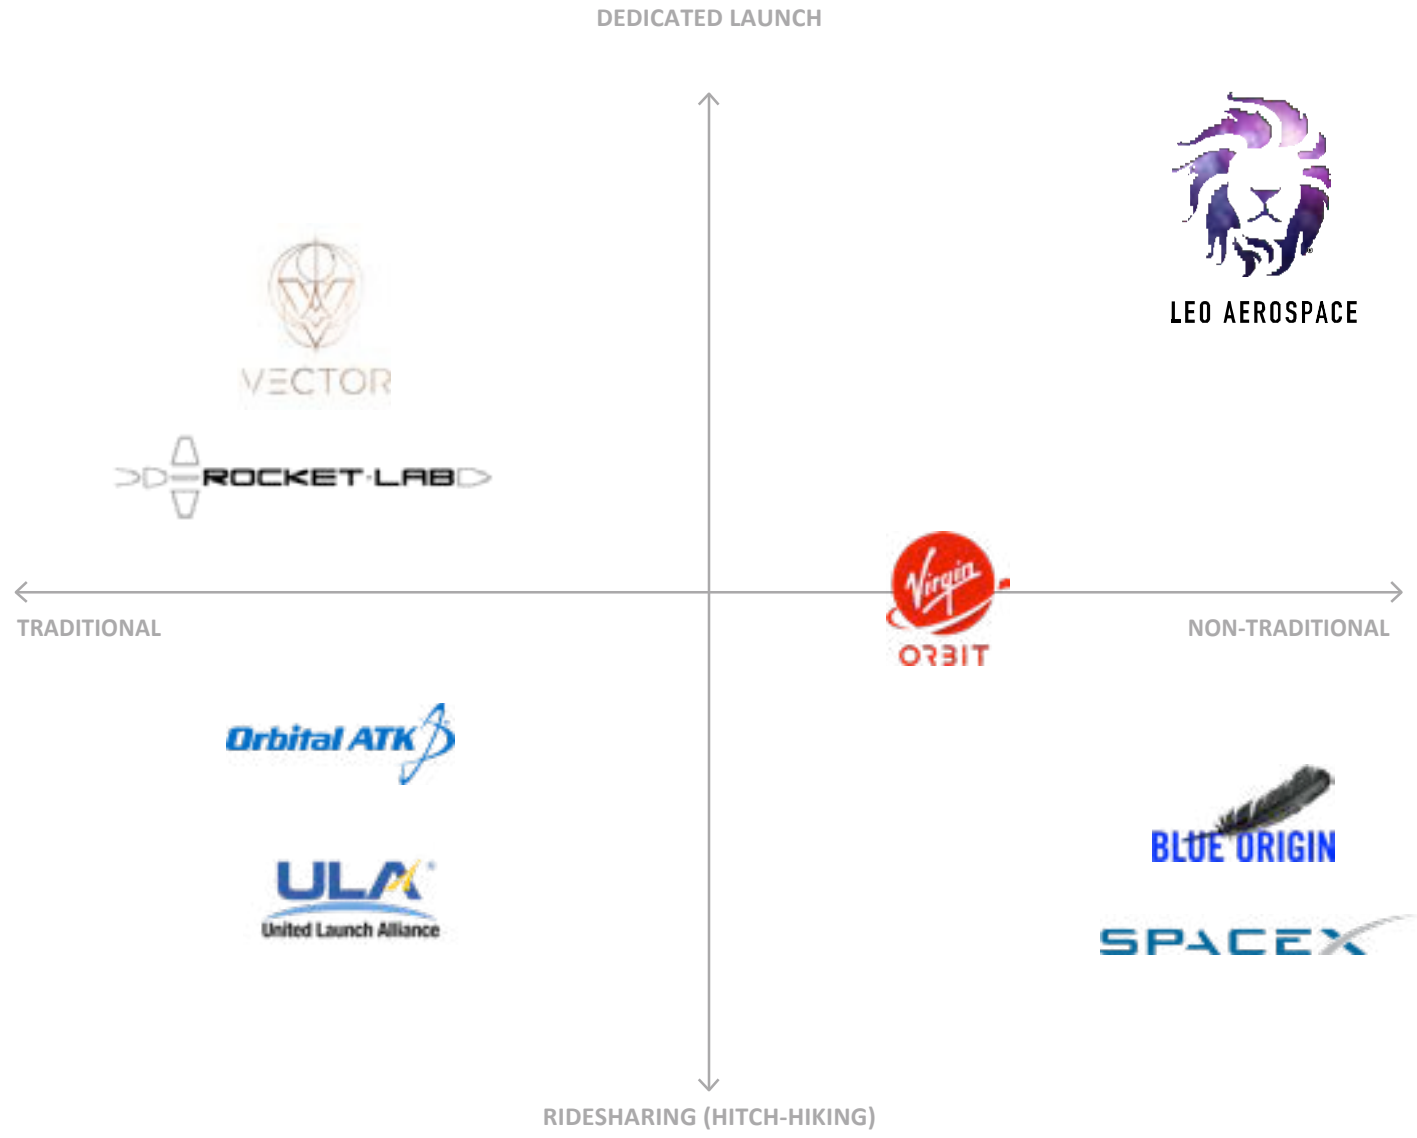 DEDICATED LAUNCH
LEO AEROSPACE
VECTOR
ROCKET·LAB
Virgin
ORBIT
TRADITIONAL
NON-TRADITIONAL
Orbital ATK
BLUE ORIGIN
ULA
United Launch Alliance
SPACEX
RIDESHARING (HITCH-HIKING)